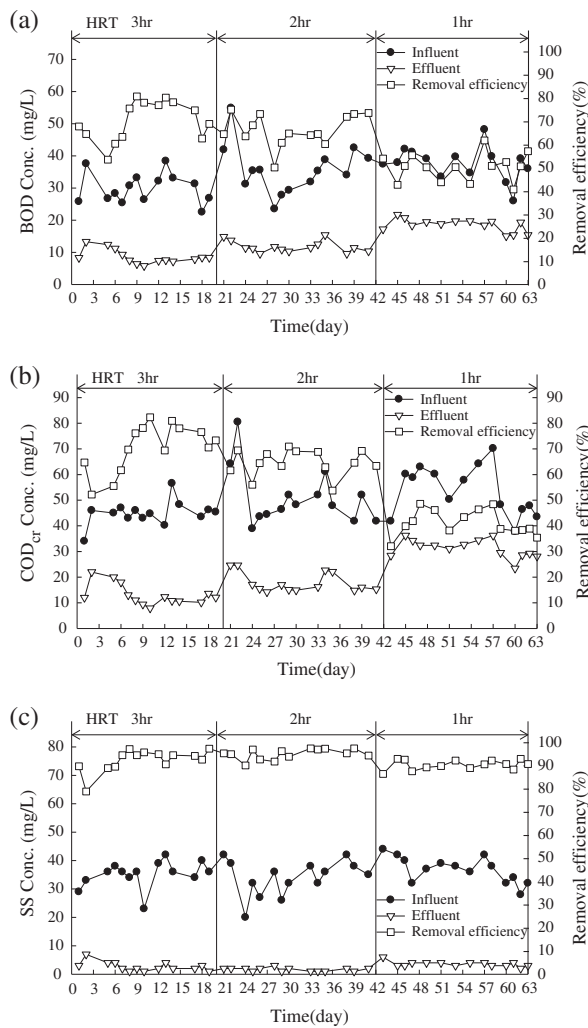 (a)
HRT 3hr 2hr 1hr
Influent
Effluent
Removal efficiency
BOD Conc. (mg/L)
70
60
50
40
30
20
10
0
100
90
80
70
60
50
40
30
20
10
0
Removal efficiency(%)
0 3 6 9 12 15 18 21 24 27 30 33 36 39 42 45 48 51 54 57 60 63
Time(day)
(b)
HRT 3hr 2hr 1hr
Influent
Effluent
Removal efficiency
CODcr Conc. (mg/L)
90
80
70
60
50
40
30
20
10
0
90
80
70
60
50
40
30
20
10
0
Removal efficiency(%)
0 3 6 9 12 15 18 21 24 27 30 33 36 39 42 45 48 51 54 57 60 63
Time(day)
(c)
HRT 3hr 2hr 1hr
SS Conc. (mg/L)
80
70
60
50
40
30
20
10
0
100
90
80
70
60
50
40
30
20
10
0
Removal efficiency(%)
Influent
Effluent
Removal efficiency
0 3 6 9 12 15 18 21 24 27 30 33 36 39 42 45 48 51 54 57 60 63
Time(day)